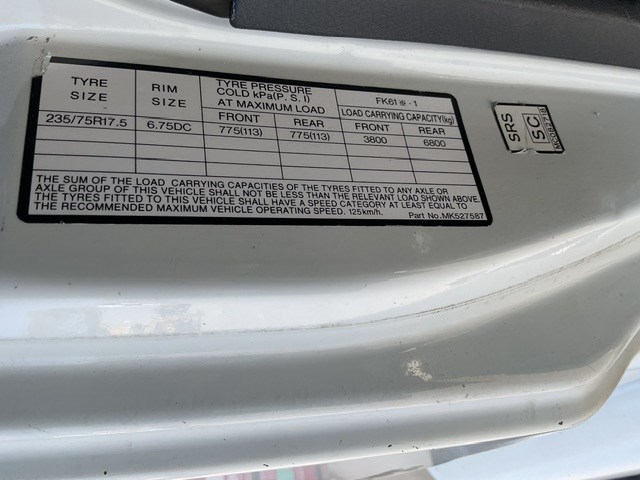 TYRE SIZE RIM SIZE TYRE PRESSURE COLD kPa(P. S. I) AT MAXIMUM LOAD FK61※-1
LOAD CARRYING CAPACITY(kg)
FRONT REAR FRONT REAR
235/75R17.5 6.75DC 775(113) 775(113) 3800 6800
THE SUM OF THE LOAD CARRYING CAPACITIES OF THE TYRES FITTED TO ANY AXLE OR
AXLE GROUP OF THIS VEHICLE SHALL NOT BE LESS THAN THE RELEVANT LOAD SHOWN ABOVE.
THE TYRES FITTED TO THIS VEHICLE SHALL HAVE A SPEED CATEGORY AT LEAST EQUAL TO
THE RECOMMENDED MAXIMUM VEHICLE OPERATING SPEED. 125km/h.
Part No.MK527587
SRS
SC